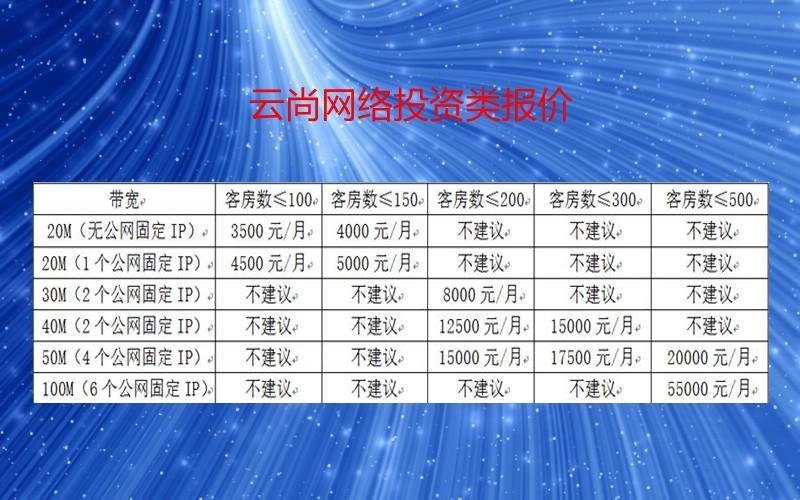 云尚网络投资类报价
带宽 客房数≤100 客房数≤150 客房数≤200 客房数≤300 客房数≤500
20M（无公网固定 IP） 3500 元/月 4000 元/月 不建议 不建议 不建议
20M（1 个公网固定 IP） 4500 元/月 5000 元/月 不建议 不建议 不建议
30M（2 个公网固定 IP） 不建议 不建议 8000 元/月 不建议 不建议
40M（2 个公网固定 IP） 不建议 不建议 12500 元/月 15000 元/月 不建议
50M（4 个公网固定 IP） 不建议 不建议 15000 元/月 17500 元/月 20000 元/月
100M（6 个公网固定 IP） 不建议 不建议 不建议 不建议 55000 元/月